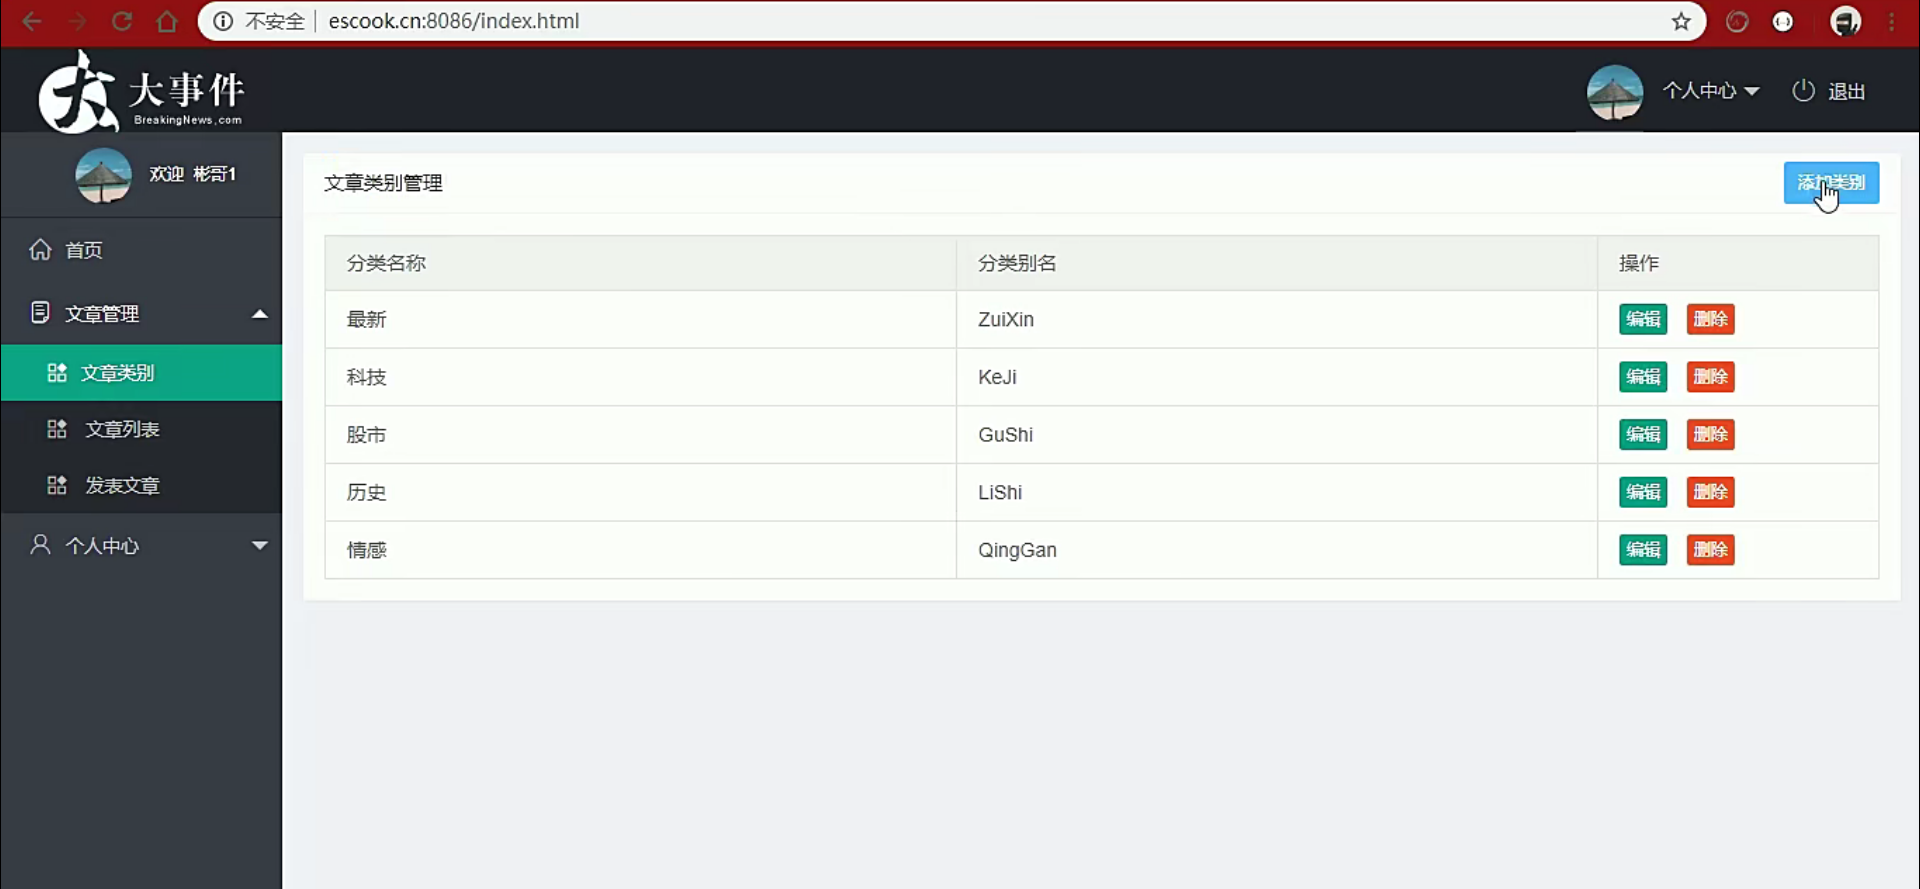 不安全 escook.cn:8086/index.html
大事件
BreakingNews.com
个人中心 退出
欢迎 彬哥1
首页
文章管理
文章类别
文章列表
发表文章
个人中心
文章类别管理 添加类别
分类名称 分类别名 操作
最新 ZuiXin 编辑 删除
科技 KeJi 编辑 删除
股市 GuShi 编辑 删除
历史 LiShi 编辑 删除
情感 QingGan 编辑 删除